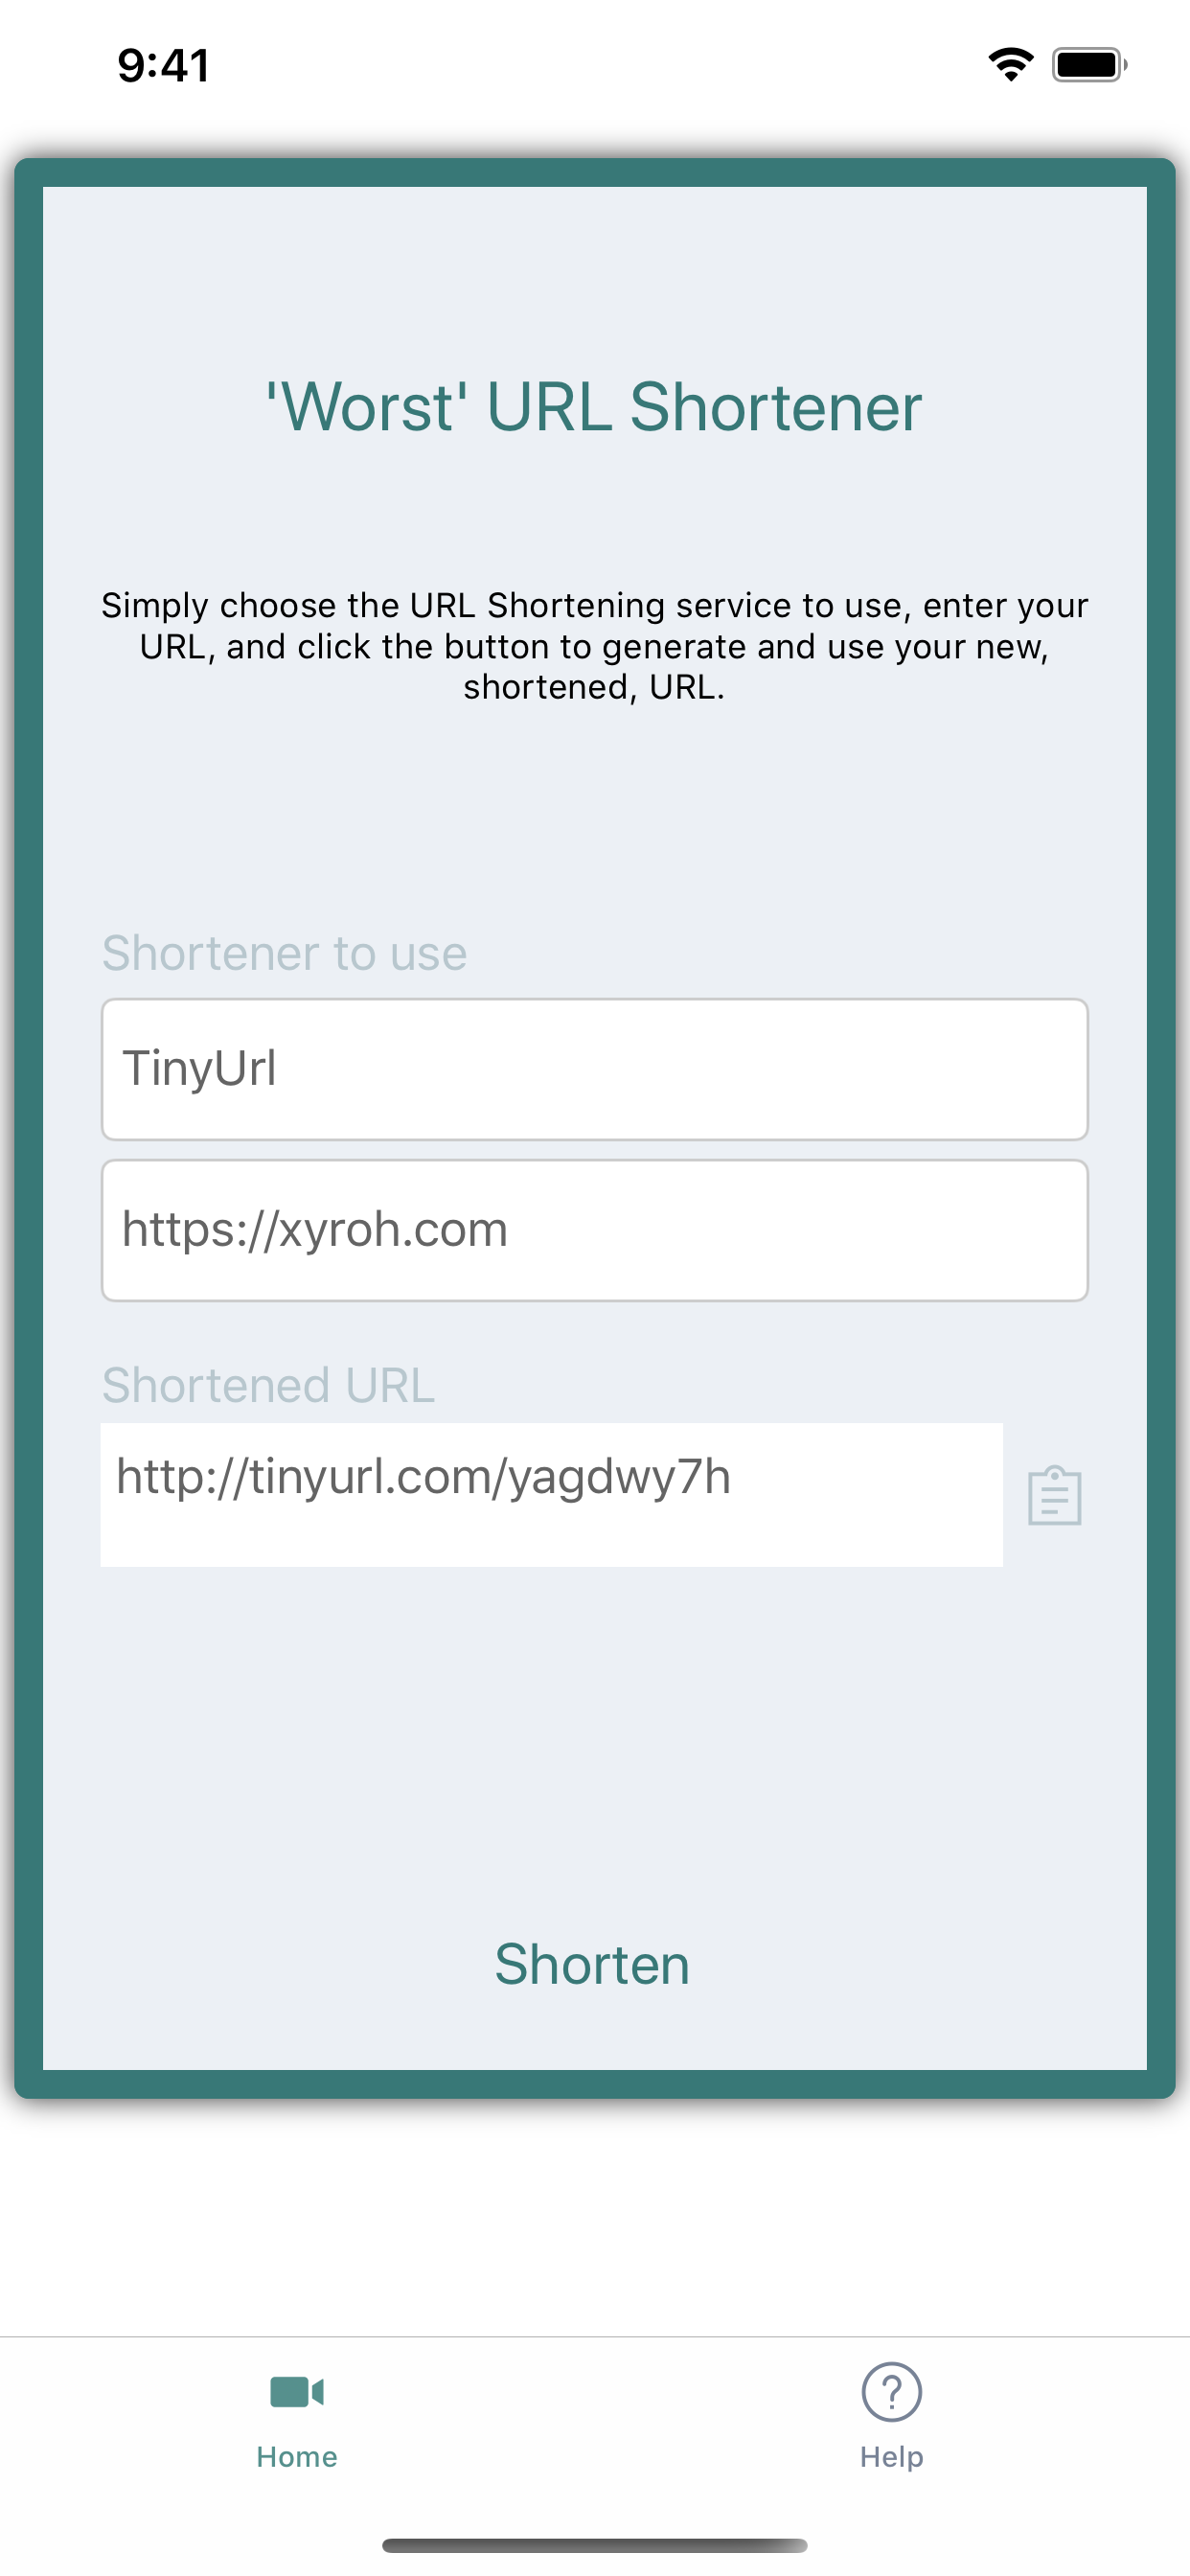 9:41
'Worst' URL Shortener
Simply choose the URL Shortening service to use, enter your
URL, and click the button to generate and use your new,
shortened, URL.
Shortener to use
TinyUrl
https://xyroh.com
Shortened URL
http://tinyurl.com/yagdwy7h
Shorten
Home
Help